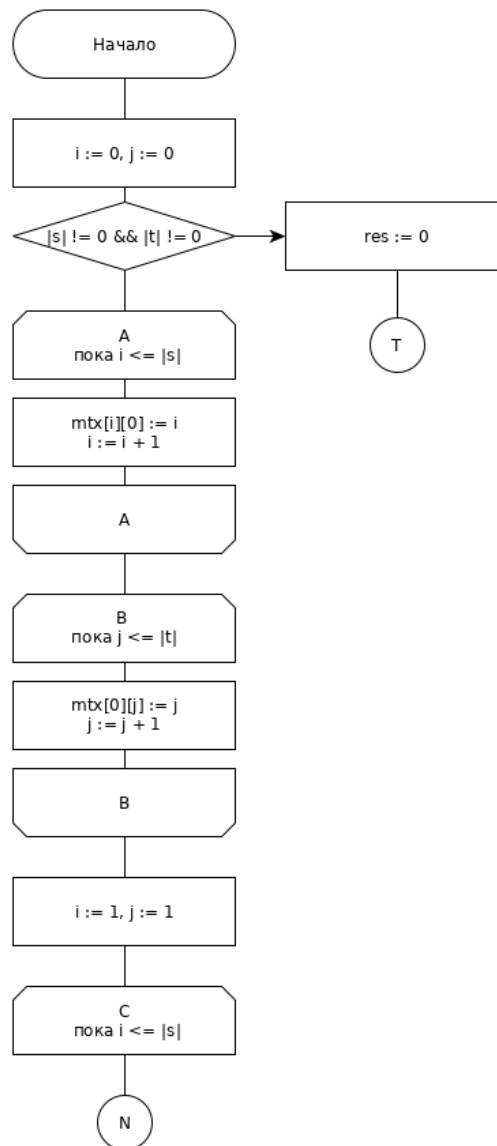 Начало
i := 0, j := 0
|s| != 0 && |t| != 0
res := 0
T
A
пока i <= |s|
mtx[i][0] := i
i := i + 1
A
B
пока j <= |t|
mtx[0][j] := j
j := j + 1
B
i := 1, j := 1
C
пока i <= |s|
N